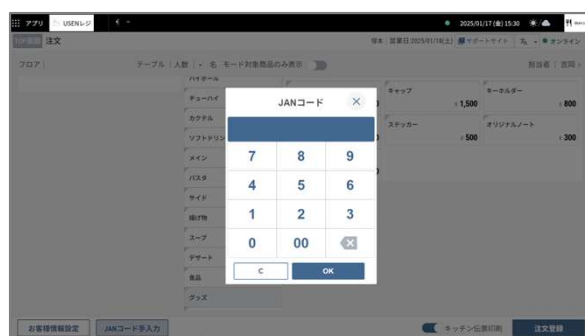 アプリ USENレジ 2025/01/17(金) 15:30
TOP画面 注文 営業日:2025/01/18(土) サポートサイト オンライン
フロア テーブル 人数 - 名 モード対象商品のみ表示 担当者
ハイボール
チューハイ
カクテル
ソフトドリン
メイン
パスタ
サイド
揚げ物
スープ
デザート
食品
グッズ
キャップ 1,500
キーホルダー 800
ステッカー 500
オリジナルノート 300
JANコード ×
7 8 9
4 5 6
1 2 3
0 00
C OK
お客様情報設定 JANコード手入力 キッチン伝票印刷 注文登録